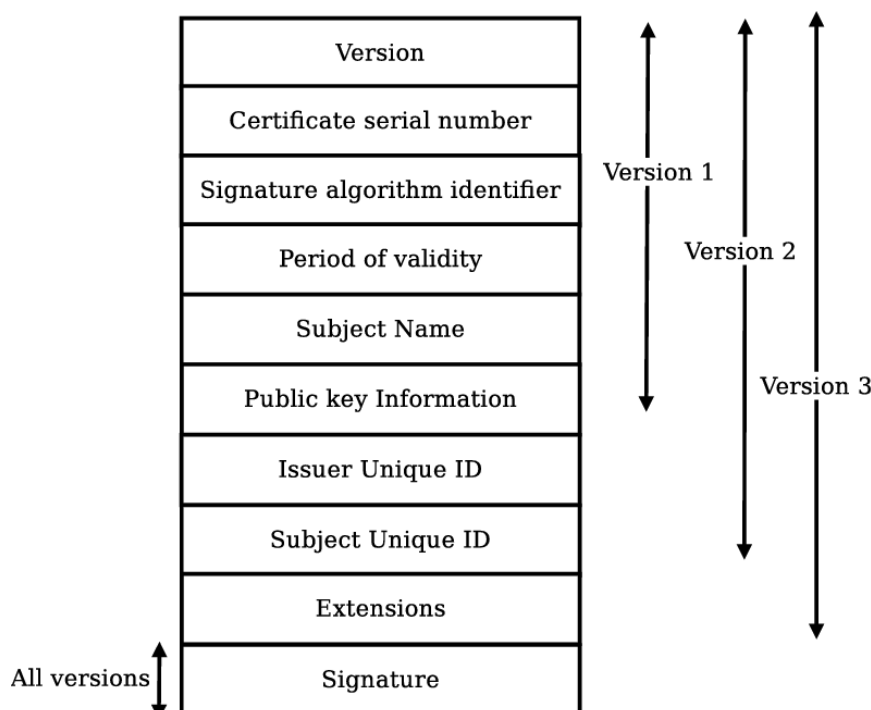 Version
Certificate serial number
Signature algorithm identifier
Version 1
Period of validity
Version 2
Subject Name
Public key Information
Version 3
Issuer Unique ID
Subject Unique ID
Extensions
All versions
Signature